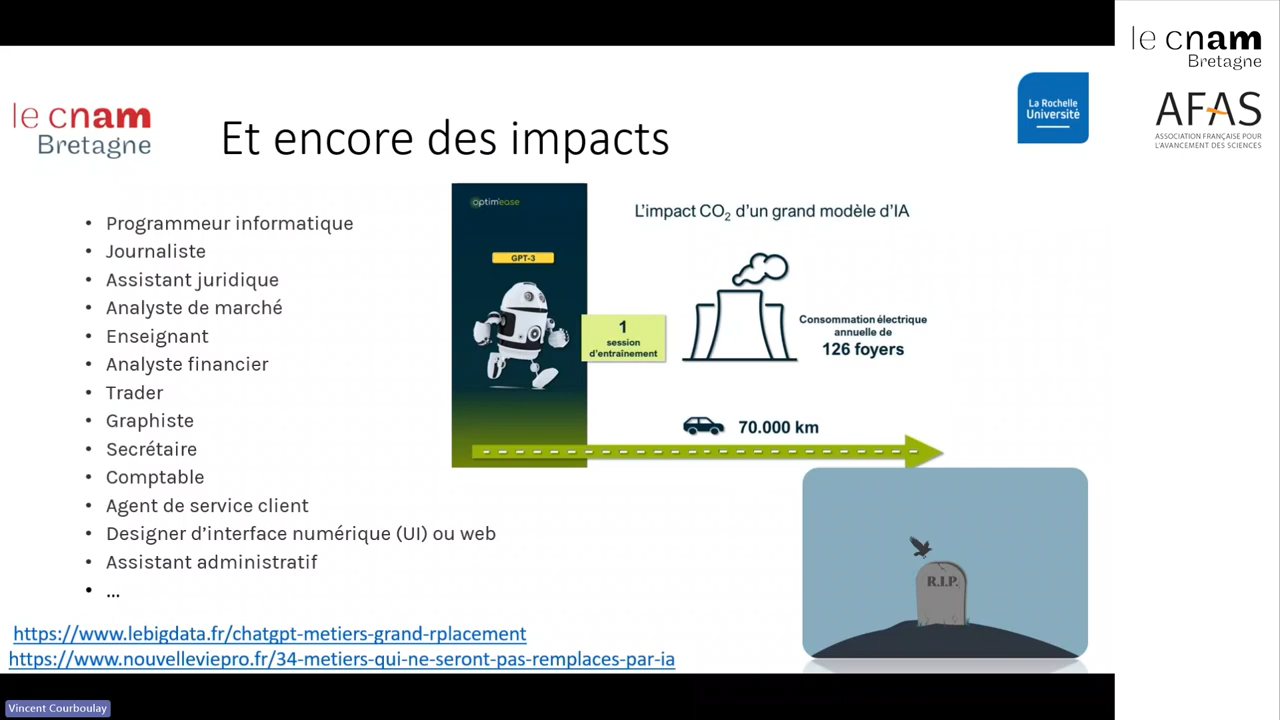 le cnam
Bretagne
Et encore des impacts
La Rochelle
Université
le cnam
Bretagne
AFAS
ASSOCIATION FRANÇAISE POUR
L'AVANCEMENT DES SCIENCES
• Programmeur informatique
• Journaliste
• Assistant juridique
• Analyste de marché
• Enseignant
• Analyste financier
• Trader
• Graphiste
• Secrétaire
• Comptable
• Agent de service client
• Designer d'interface numérique (UI) ou web
• Assistant administratif
• ...
optim'ease
GPT-3
1
session
d'entraînement
L'impact CO₂ d'un grand modèle d'IA
Consommation électrique
annuelle de
126 foyers
70.000 km
R.I.P.
https://www.lebigdata.fr/chatgpt-metiers-grand-rplacement
https://www.nouvelleviepro.fr/34-metiers-qui-ne-seront-pas-remplaces-par-ia
Vincent Courboulay